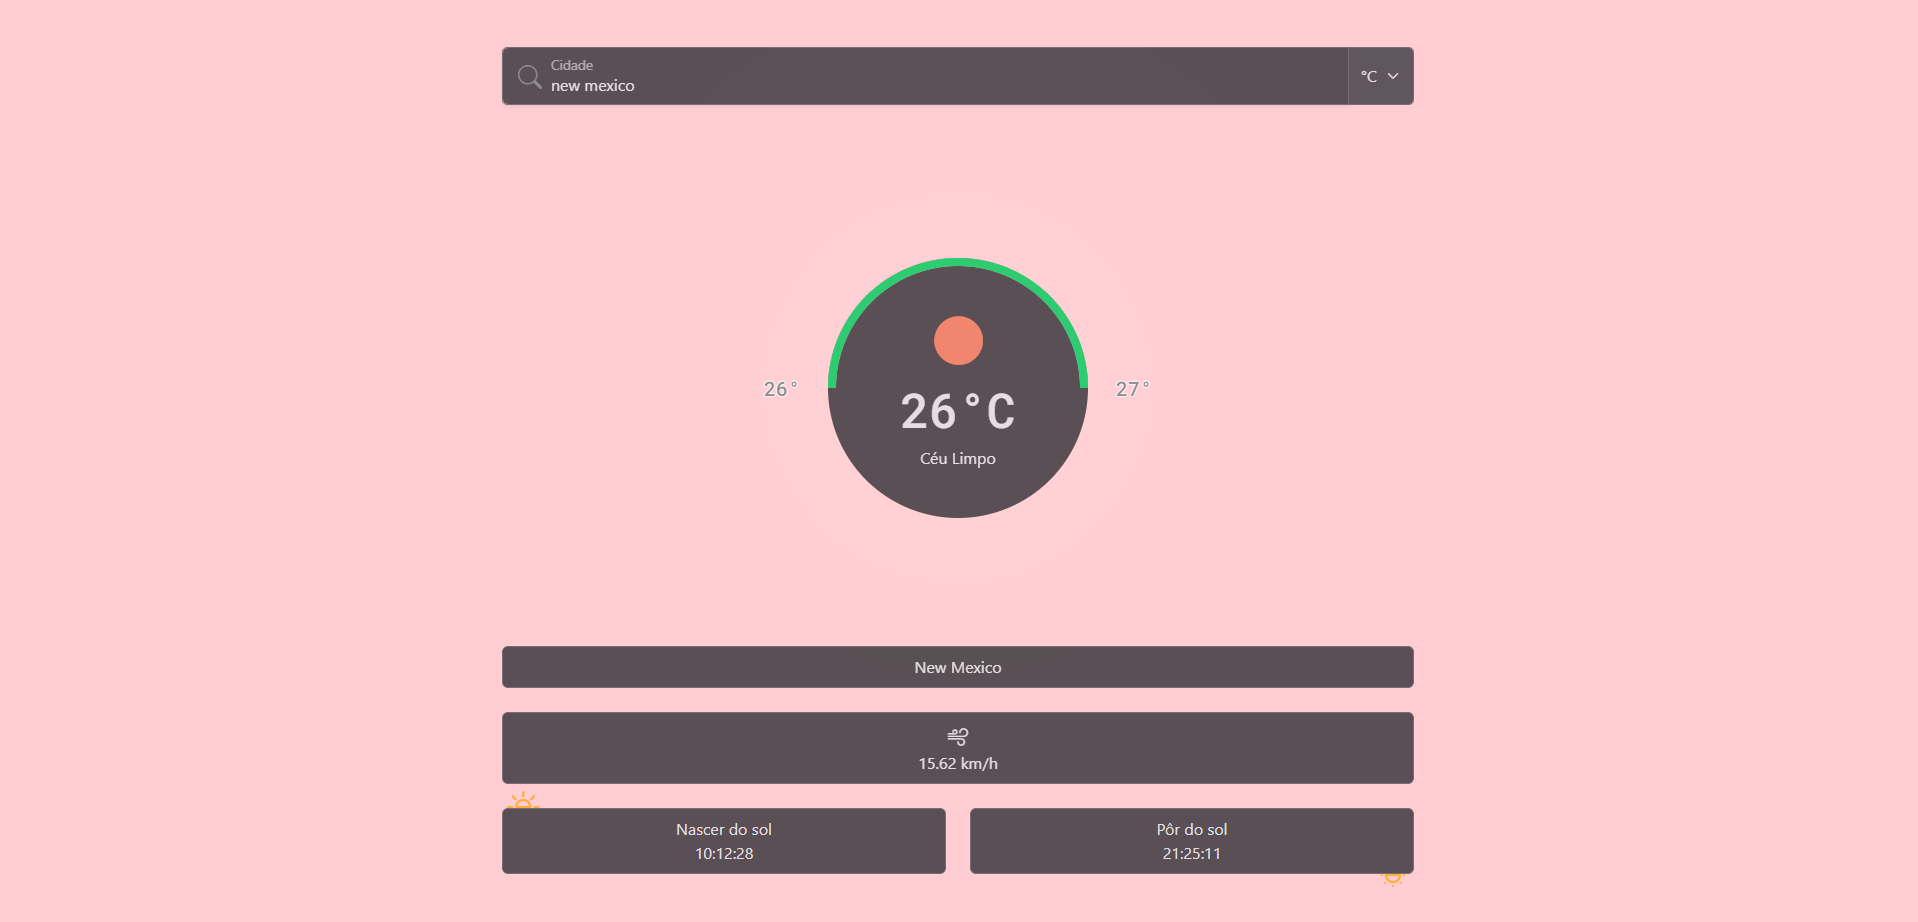 Cidade
new mexico
°C
26°
26°C
27°
Céu Limpo
New Mexico
15.62 km/h
Nascer do sol
10:12:28
Pôr do sol
21:25:11